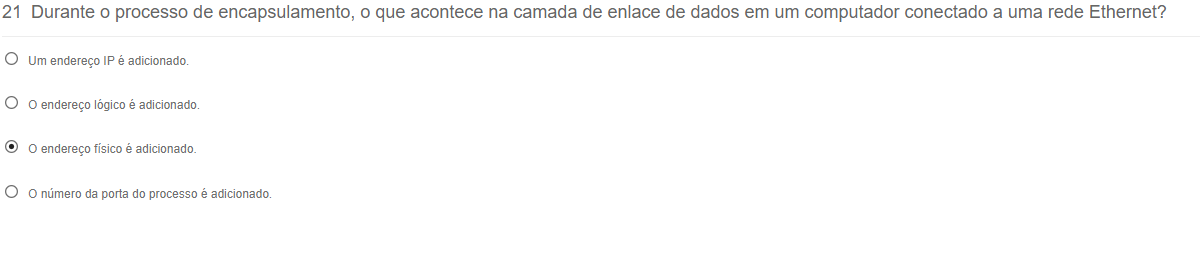 21 Durante o processo de encapsulamento, o que acontece na camada de enlace de dados em um computador conectado a uma rede Ethernet?
Um endereço IP é adicionado.
O endereço lógico é adicionado.
O endereço físico é adicionado.
O número da porta do processo é adicionado.